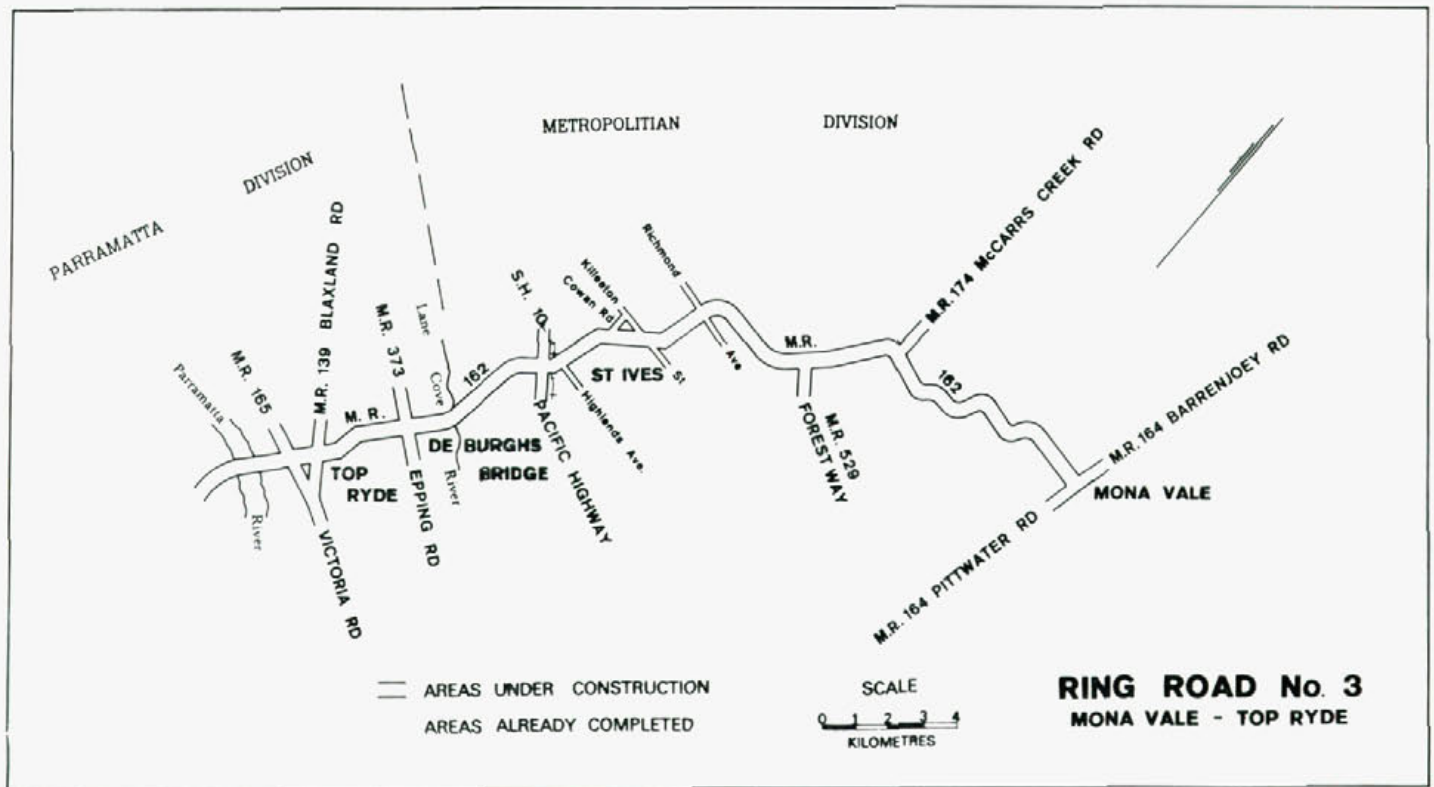 METROPOLITIAN DIVISION
PARRAMATTA DIVISION
M.R. 174 McCARRS CREEK RD
Richmond
Ave
Killeaton
St
Cowan Rd
S.H. 10
PACIFIC HIGHWAY
Highlands Ave.
ST IVES
M.R.
162
M.R. 529
FOREST WAY
M.R. 139 BLAXLAND RD
M.R. 373
EPPING RD
Lane
Cove
River
162
M.R. 165
VICTORIA RD
Parramatta
River
M. R.
DE BURGHS
BRIDGE
TOP
RYDE
M.R. 164 BARRENJOEY RD
MONA VALE
M.R. 164 PITTWATER RD
AREAS UNDER CONSTRUCTION
AREAS ALREADY COMPLETED
SCALE
0 1 2 3 4
KILOMETRES
RING ROAD No. 3
MONA VALE - TOP RYDE